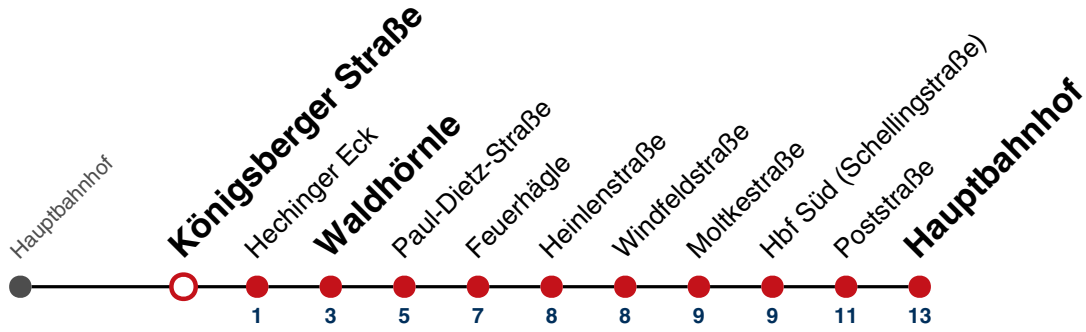 Hauptbahnhof
Königsberger Straße
Hechinger Eck
Waldhörnle
Paul-Dietz-Straße
Feuerhägle
Heinlenstraße
Windfeldstraße
Moltkestraße
Hbf Süd (Schellingstraße)
Poststraße
Hauptbahnhof
1 3 5 7 8 8 9 9 11 13